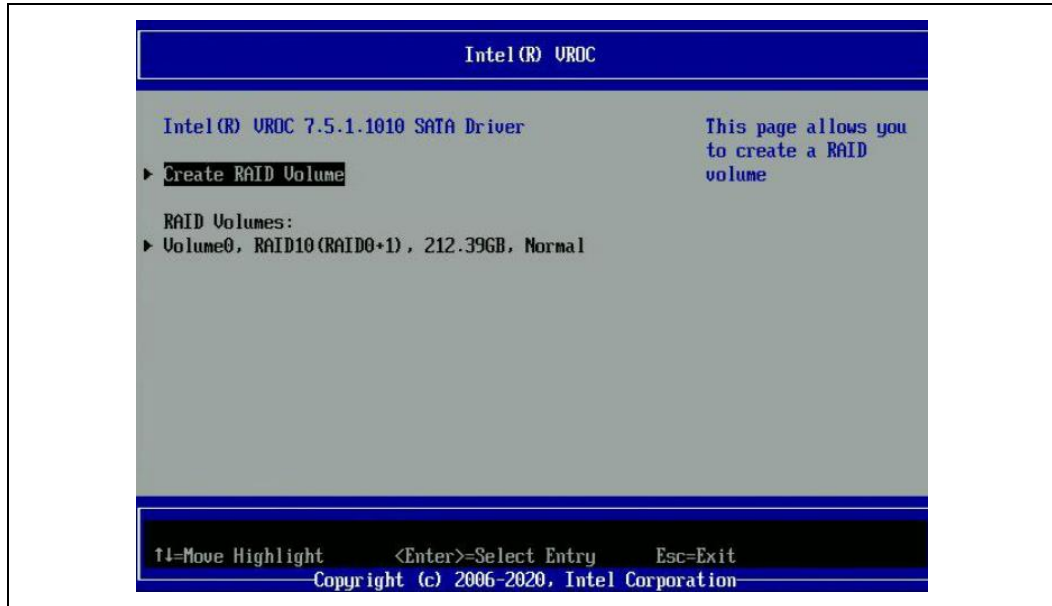 Intel(R) VROC
Intel(R) VROC 7.5.1.1010 SATA Driver
This page allows you
to create a RAID
volume
▶ Create RAID Volume
RAID Volumes:
▶ Volume0, RAID10(RAID0+1), 212.39GB, Normal
↑↓=Move Highlight <Enter>=Select Entry Esc=Exit
Copyright (c) 2006-2020, Intel Corporation